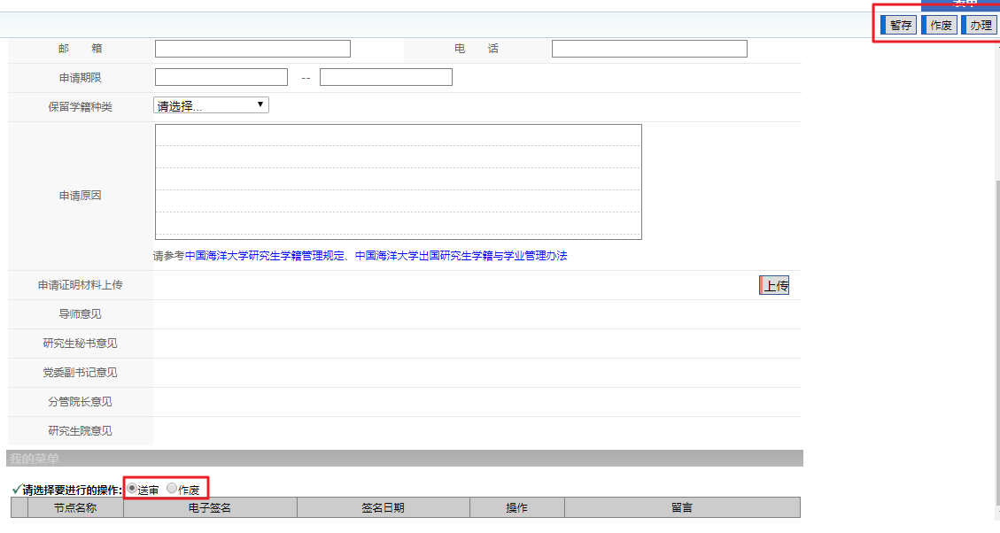 表单
暂存 作废 办理
邮 箱 电 话
申请期限 --
保留学籍种类 请选择...
申请原因
请参考中国海洋大学研究生学籍管理规定、中国海洋大学出国研究生学籍与学业管理办法
申请证明材料上传 上传
导师意见
研究生秘书意见
党委副书记意见
分管院长意见
研究生院意见
我的菜单
✓请选择要进行的操作: 送审 作废
节点名称 电子签名 签名日期 操作 留言